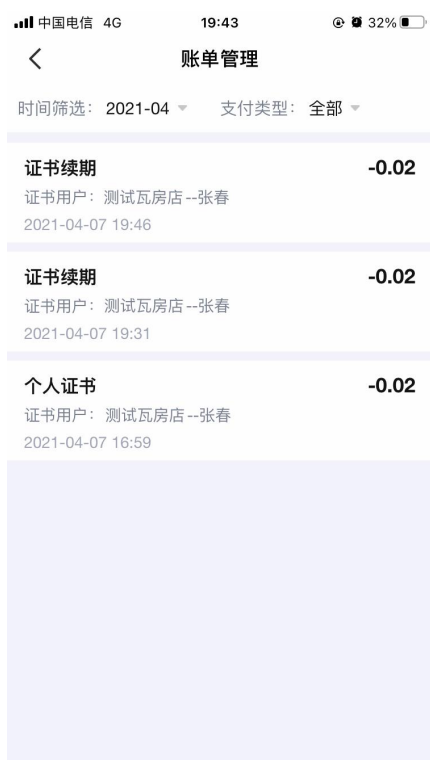 中国电信 4G 19:43 32%
账单管理
时间筛选： 2021-04 支付类型： 全部
证书续期 -0.02
证书用户：测试瓦房店--张春
2021-04-07 19:46
证书续期 -0.02
证书用户：测试瓦房店--张春
2021-04-07 19:31
个人证书 -0.02
证书用户：测试瓦房店--张春
2021-04-07 16:59